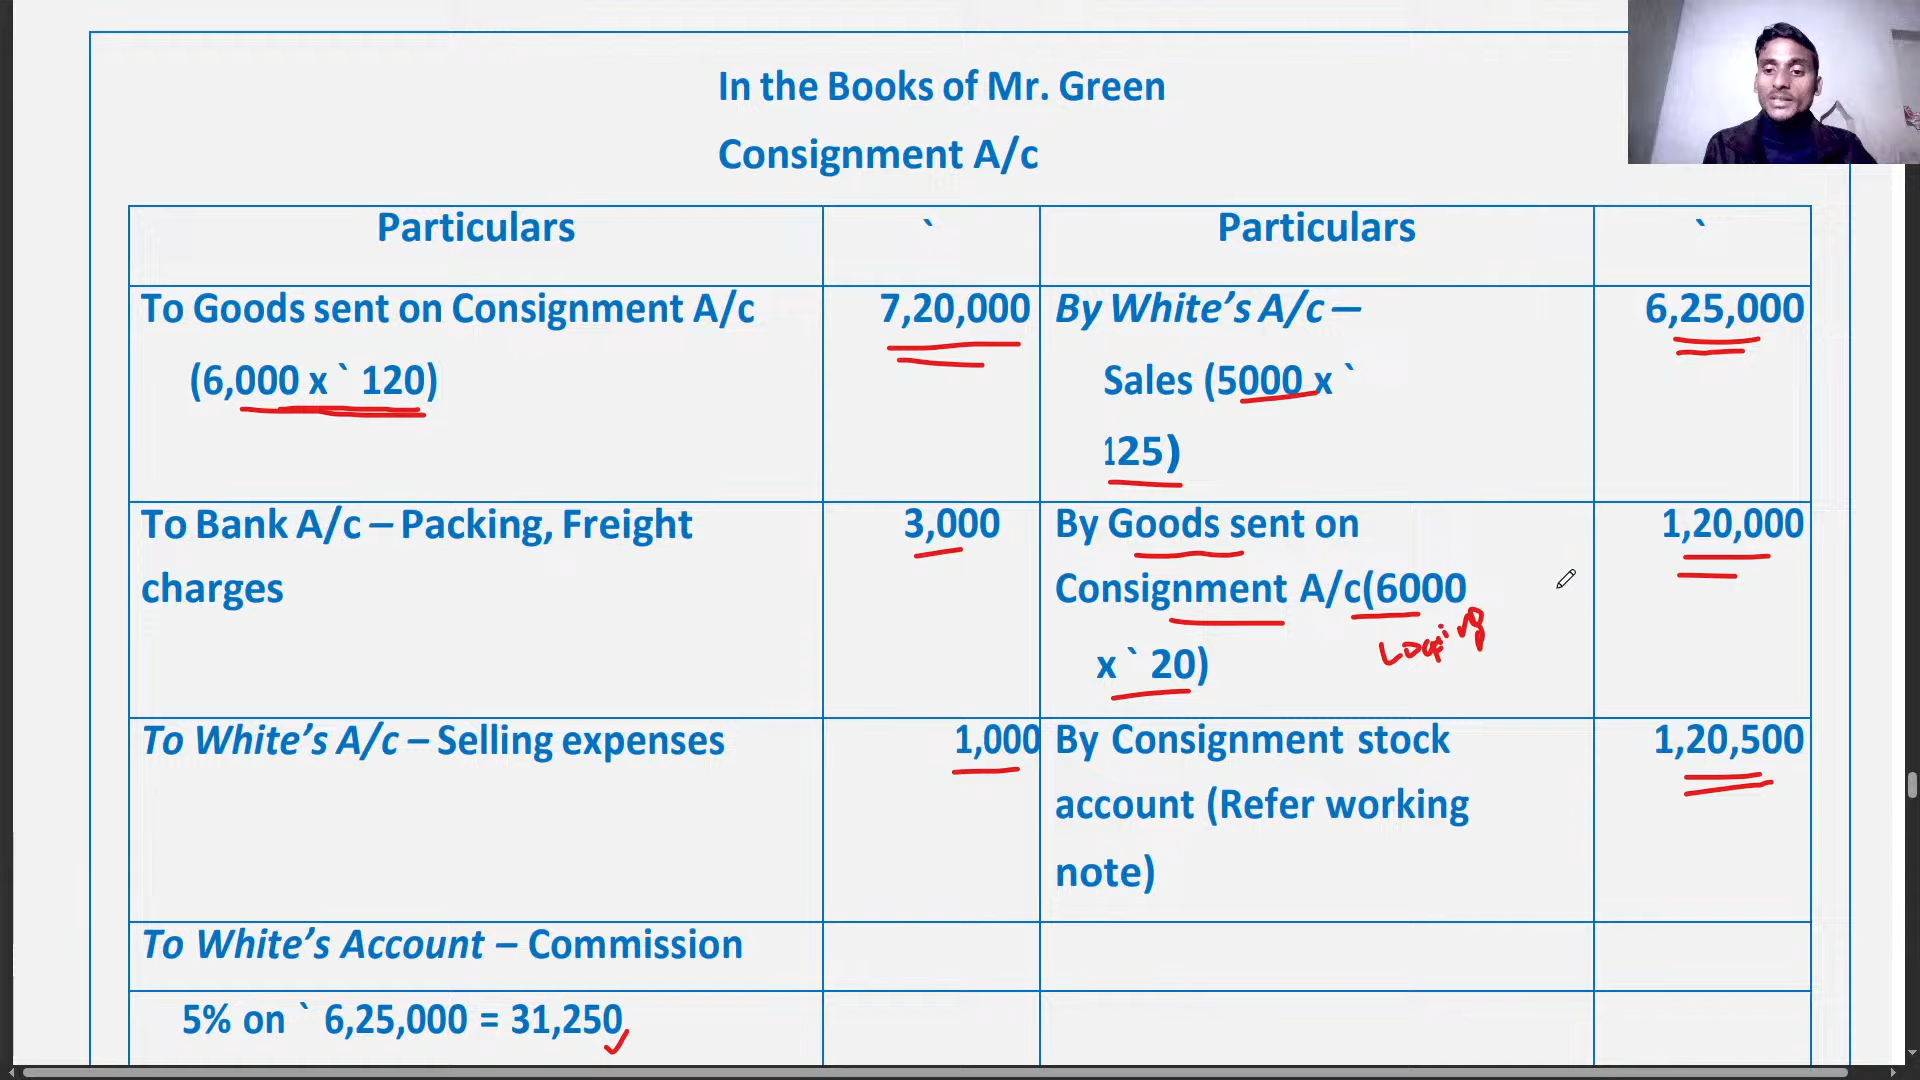 In the Books of Mr. Green
Consignment A/c
Particulars ` Particulars `
To Goods sent on Consignment A/c 7,20,000 By White’s A/c – 6,25,000
(6,000 x ` 120) Sales (5000 x `
125)
To Bank A/c – Packing, Freight 3,000 By Goods sent on 1,20,000
charges Consignment A/c(6000
x ` 20)
To White’s A/c – Selling expenses 1,000 By Consignment stock 1,20,500
account (Refer working
note)
To White’s Account – Commission
5% on ` 6,25,000 = 31,250